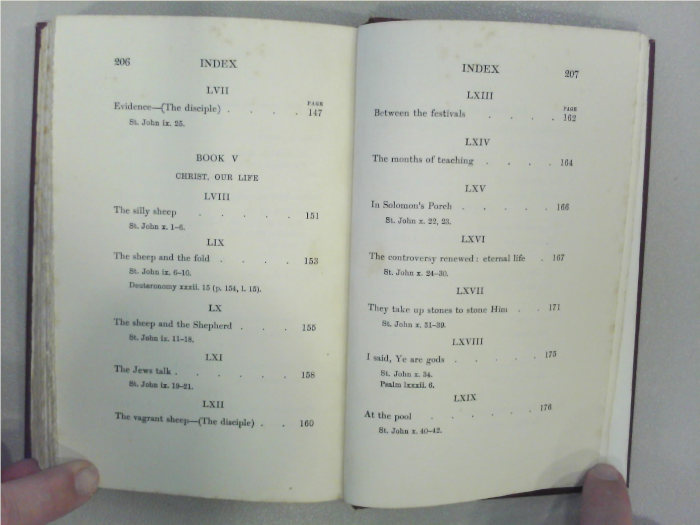 206 INDEX
LVII
PAGE
Evidence—(The disciple) . . . . 147
St. John ix. 25.
BOOK V
CHRIST, OUR LIFE
LVIII
The silly sheep . . . . . 151
St. John x. 1-6.
LIX
The sheep and the fold . . . . 153
St. John ix. 6-10.
Deuteronomy xxxii. 15 (p. 154, l. 15).
LX
The sheep and the Shepherd . . . 155
St. John ix. 11-18.
LXI
The Jews talk . . . . . 158
St. John ix. 19-21.
LXII
The vagrant sheep—(The disciple) . . 160
INDEX 207
LXIII
PAGE
Between the festivals . . . . 162
LXIV
The months of teaching . . . . 164
LXV
In Solomon's Porch . . . . . 166
St. John x. 22, 23.
LXVI
The controversy renewed : eternal life . 167
St. John x. 24-30.
LXVII
They take up stones to stone Him . . 171
St. John x. 31-39.
LXVIII
I said, Ye are gods . . . . . 175
St. John x. 34.
Psalm lxxxii. 6.
LXIX
At the pool . . . . . . 176
St. John x. 40-42.